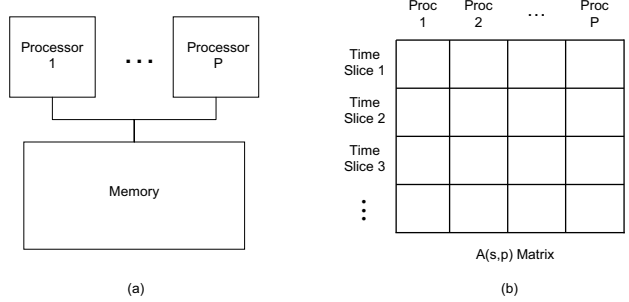 Processor
1
...
Processor
P
Memory
(a)
Proc
1
Proc
2
...
Proc
P
Time
Slice 1
Time
Slice 2
Time
Slice 3
⋮
A(s,p) Matrix
(b)